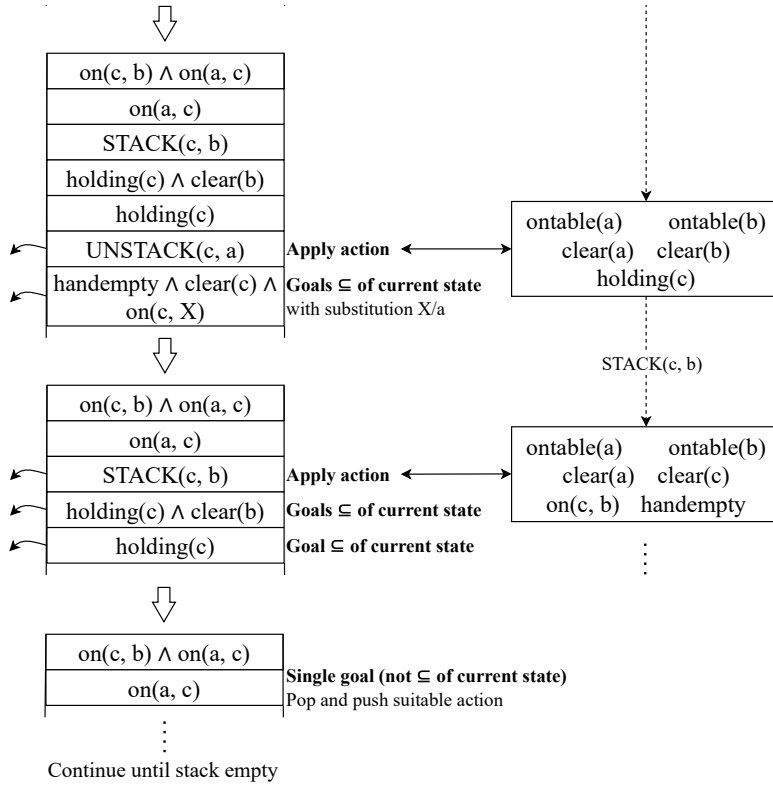 on(c, b) ∧ on(a, c)
on(a, c)
STACK(c, b)
holding(c) ∧ clear(b)
holding(c)
UNSTACK(c, a)
Apply action
handempty ∧ clear(c) ∧
on(c, X)
Goals ⊆ of current state
with substitution X/a
ontable(a) ontable(b)
clear(a) clear(b)
holding(c)
STACK(c, b)
on(c, b) ∧ on(a, c)
on(a, c)
STACK(c, b)
Apply action
holding(c) ∧ clear(b)
Goals ⊆ of current state
holding(c)
Goal ⊆ of current state
ontable(a) ontable(b)
clear(a) clear(c)
on(c, b) handempty
on(c, b) ∧ on(a, c)
on(a, c)
Single goal (not ⊆ of current state)
Pop and push suitable action
Continue until stack empty